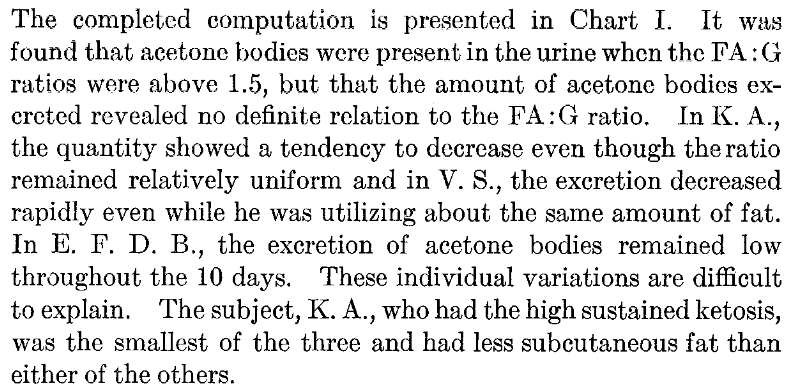 The completed computation is presented in Chart I. It was
found that acetone bodies were present in the urine when the FA:G
ratios were above 1.5, but that the amount of acetone bodies ex-
creted revealed no definite relation to the FA:G ratio. In K. A.,
the quantity showed a tendency to decrease even though the ratio
remained relatively uniform and in V. S., the excretion decreased
rapidly even while he was utilizing about the same amount of fat.
In E. F. D. B., the excretion of acetone bodies remained low
throughout the 10 days. These individual variations are difficult
to explain. The subject, K. A., who had the high sustained ketosis,
was the smallest of the three and had less subcutaneous fat than
either of the others.